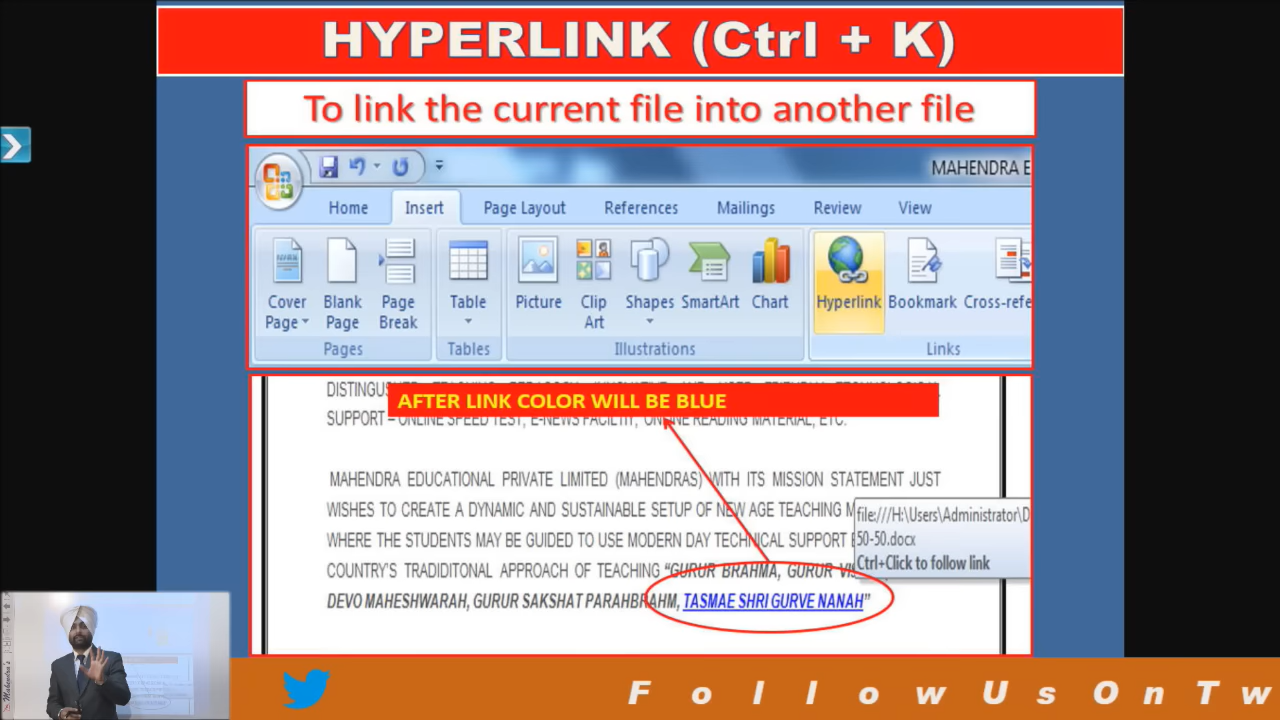 HYPERLINK (Ctrl + K)
To link the current file into another file
MAHENDRA E
Home Insert Page Layout References Mailings Review View
Cover Page Blank Page Page Break Table Picture Clip Art Shapes SmartArt Chart Hyperlink Bookmark Cross-refe
Pages Tables Illustrations Links
AFTER LINK COLOR WILL BE BLUE
SUPPORT – ONLINE SPEED TEST, E-NEWS FACILITY, ONLINE READING MATERIAL, ETC.
MAHENDRA EDUCATIONAL PRIVATE LIMITED (MAHENDRAS) WITH ITS MISSION STATEMENT JUST
WISHES TO CREATE A DYNAMIC AND SUSTAINABLE SETUP OF NEW AGE TEACHING M
WHERE THE STUDENTS MAY BE GUIDED TO USE MODERN DAY TECHNICAL SUPPORT
COUNTRY'S TRADIDITONAL APPROACH OF TEACHING “GURUR BRAHMA, GURUR VIS
DEVO MAHESHWARAH, GURUR SAKSHAT PARAHBRAHM, TASMAE SHRI GURVE NANAH”
file:///H:\Users\Administrator\D
50-50.docx
Ctrl+Click to follow link
Mahendra's
Follow Us On Tw